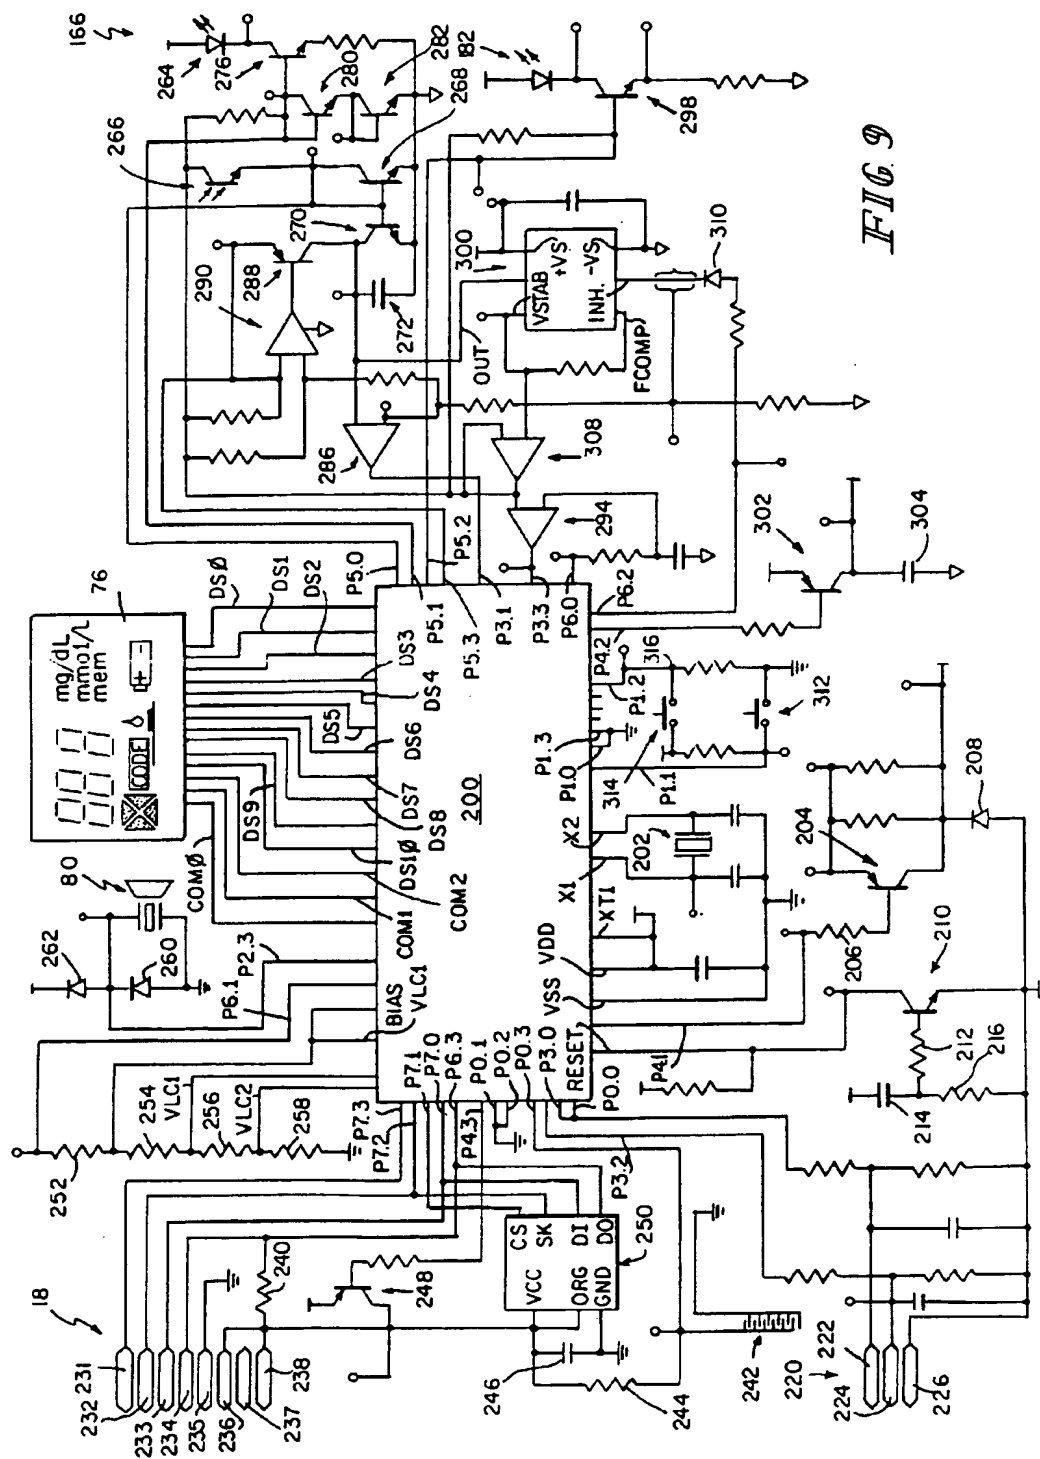 FIG. 9
166
264
276
280
282
182
268
266
270
290
288
272
286
300
+VS
-VS
VSTAB
INH.
OUT
FCOMP
310
298
308
294
302
304
76
mg/dL
mmol/L
mem
CODE
+ -
DSØ
DS1
DS2
DS3
DS4
DS5
DS6
DS7
DS8
DS9
DS1Ø
COMØ
COM1
COM2
P5.0
P5.1
P5.2
P5.3
P3.1
P3.3
P6.0
P6.2
P4.2
P1.2
316
P1.3
P1.0
314
P1.1
312
200
X2
X1
202
XT1
VDD
VSS
RESET
P41
P0.0
80
262
260
P2.3
P6.1
BIAS
VLC1
VLC1
VLC2
252
254
256
258
P7.3
P7.2
P7.1
P7.0
P6.3
P4.3
P0.1
P0.2
P0.3
P3.0
P3.2
204
206
208
210
212
214
216
18
231
232
233
234
235
236
237
238
240
248
CS
SK
DI
DO
VCC
ORG
GND
250
246
244
242
220
222
224
226